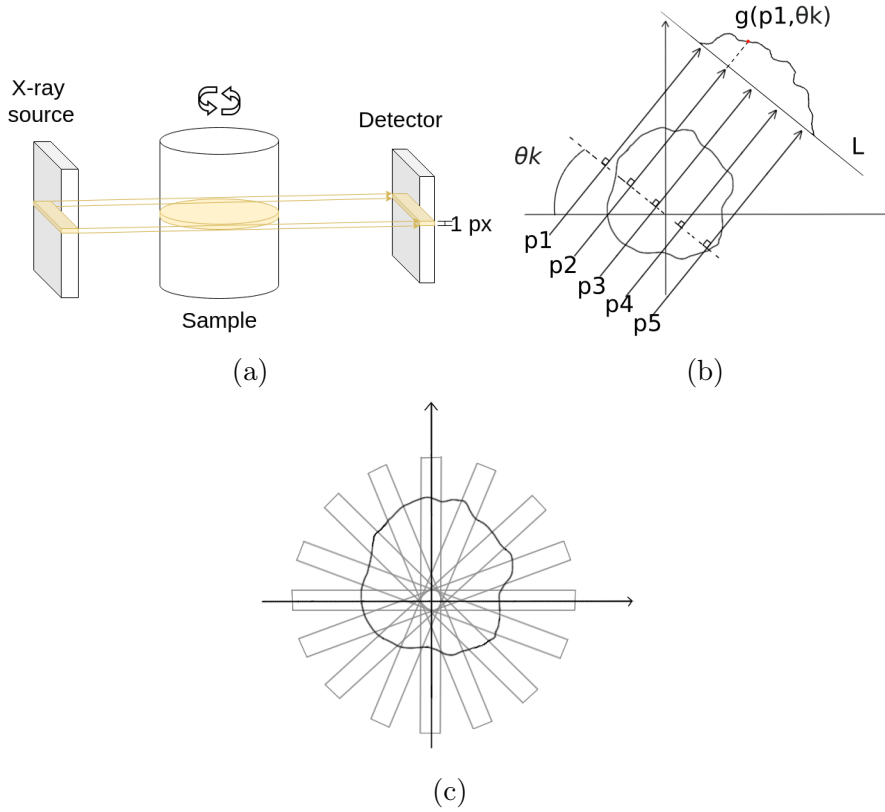 X-ray
source
Detector
1 px
Sample
(a)
g(p1,θk)
L
θk
p1
p2
p3
p4
p5
(b)
(c)